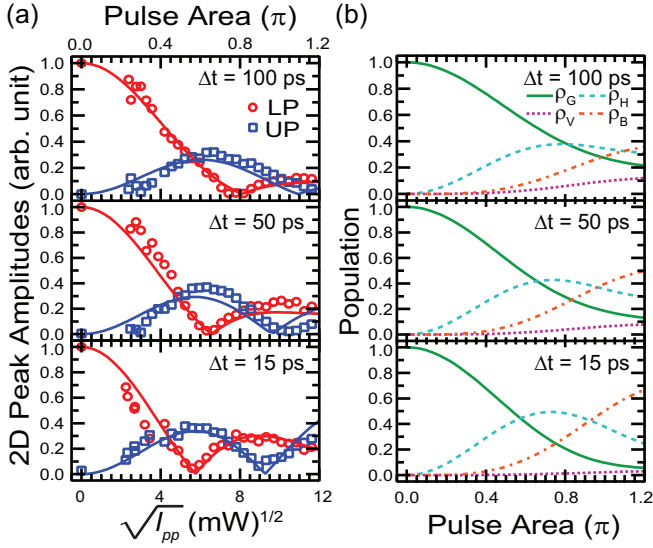 (a)
Pulse Area (π)
0.0 0.4 0.8 1.2
2D Peak Amplitudes (arb. unit)
1.0
0.8
0.6
0.4
0.2
0.0
Δt = 100 ps
LP
UP
1.0
0.8
0.6
0.4
0.2
0.0
Δt = 50 ps
1.0
0.8
0.6
0.4
0.2
0.0
Δt = 15 ps
0 4 8 12
√I_pp (mW)^1/2
(b)
Population
1.0
0.8
0.6
0.4
0.2
0.0
Δt = 100 ps
ρ_G ρ_H
ρ_V ρ_B
1.0
0.8
0.6
0.4
0.2
0.0
Δt = 50 ps
1.0
0.8
0.6
0.4
0.2
0.0
Δt = 15 ps
0.0 0.4 0.8 1.2
Pulse Area (π)